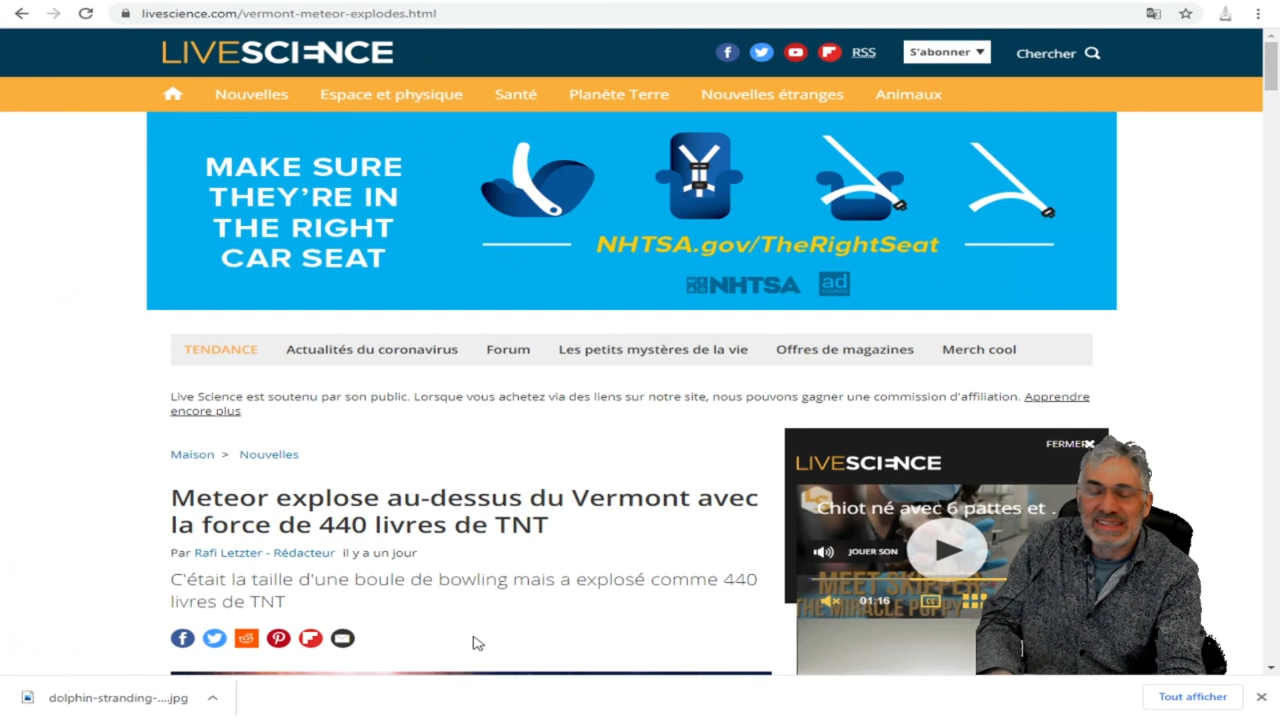 livescience.com/vermont-meteor-explodes.html
LIVESCIENCE
RSS
S'abonner
Chercher
Nouvelles
Espace et physique
Santé
Planète Terre
Nouvelles étranges
Animaux
MAKE SURE
THEY'RE IN
THE RIGHT
CAR SEAT
NHTSA.gov/TheRightSeat
NHTSA
ad
TENDANCE
Actualités du coronavirus
Forum
Les petits mystères de la vie
Offres de magazines
Merch cool
Live Science est soutenu par son public. Lorsque vous achetez via des liens sur notre site, nous pouvons gagner une commission d'affiliation. Apprendre
encore plus
Maison > Nouvelles
Meteor explose au-dessus du Vermont avec
la force de 440 livres de TNT
Par Rafi Letzter - Rédacteur il y a un jour
C'était la taille d'une boule de bowling mais a explosé comme 440
livres de TNT
FERMER
LIVESCIENCE
Chiot né avec 6 pattes et .
JOUER SON
MEET SKIPPER
THE MIRACLE PUPPY
01:16
CC
dolphin-stranding-....jpg
Tout afficher